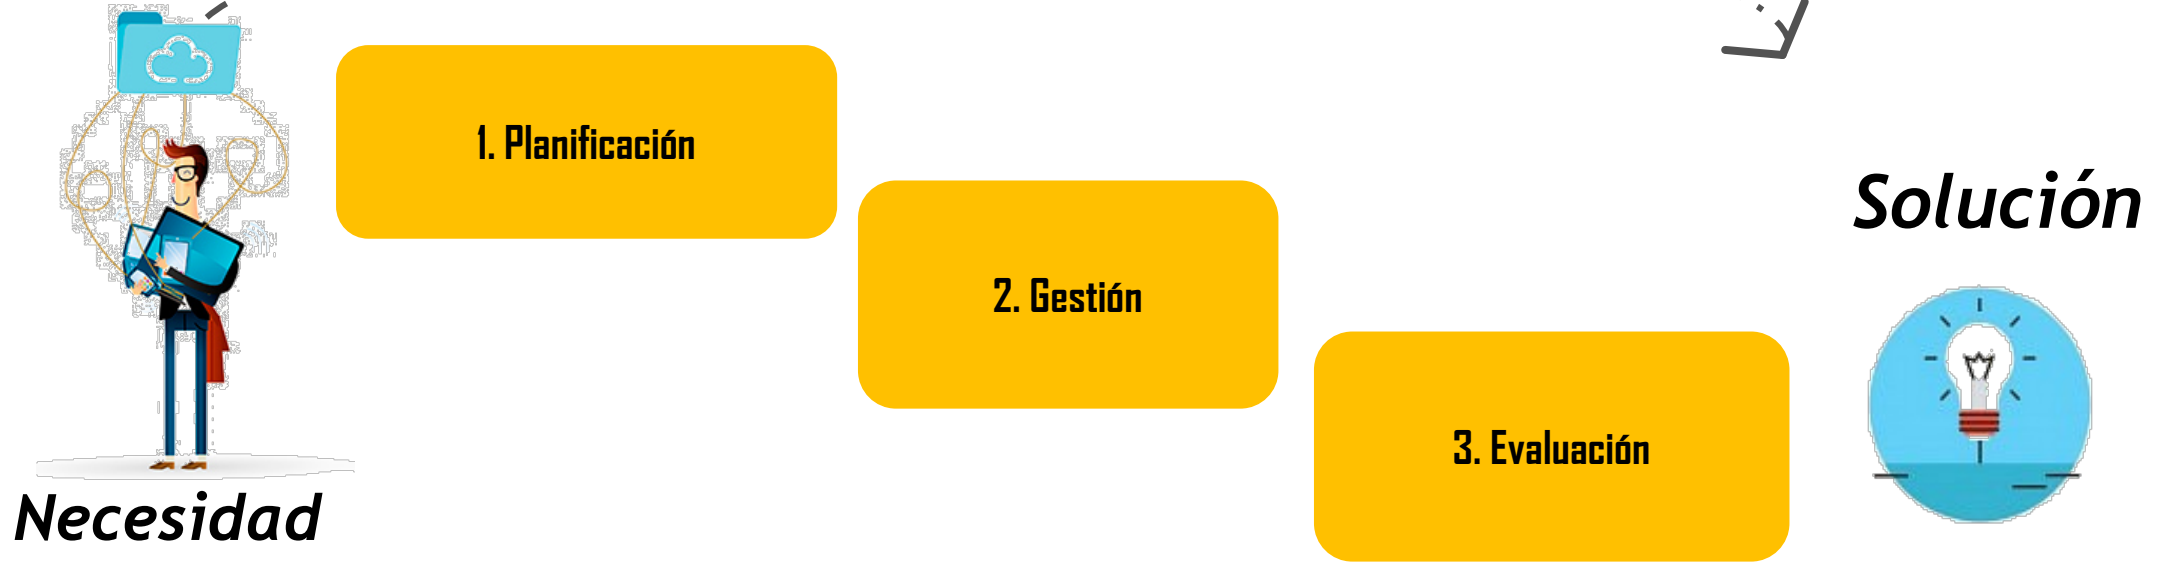 1. Planificación
Solución
2. Gestión
3. Evaluación
Necesidad